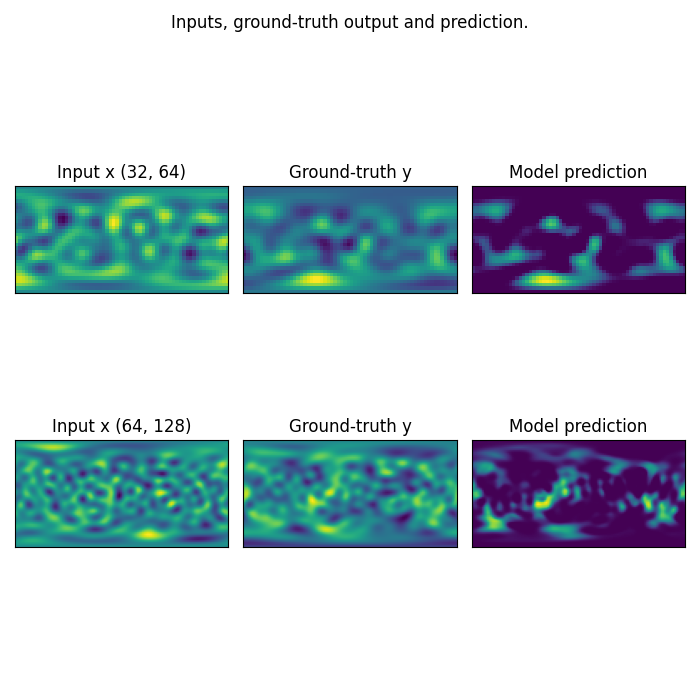 Inputs, ground-truth output and prediction.
Input x (32, 64)
Ground-truth y
Model prediction
Input x (64, 128)
Ground-truth y
Model prediction